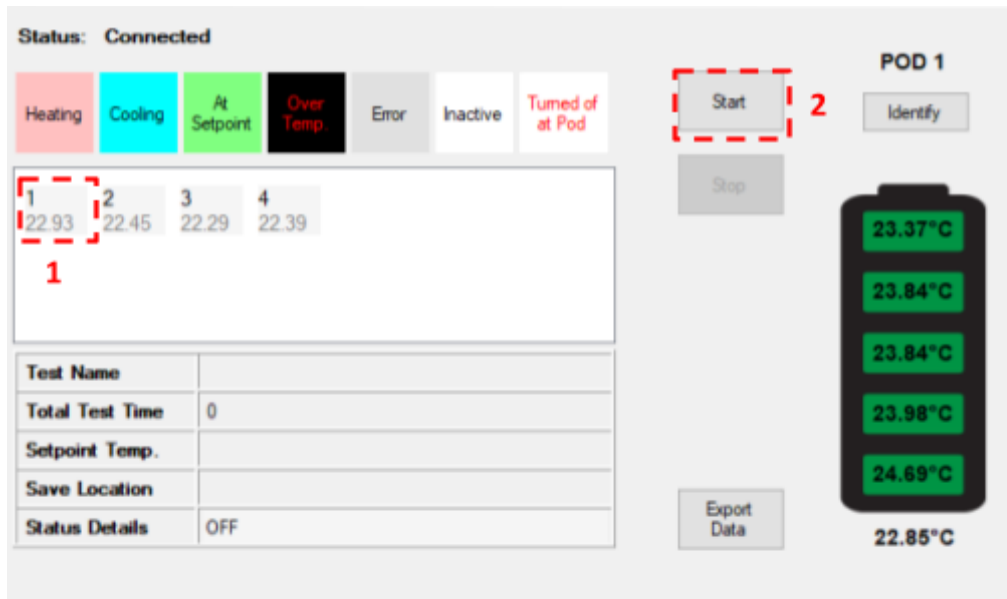 Status: Connected
POD 1
Heating
Cooling
At
Setpoint
Over
Temp.
Error
Inactive
Turned of
at Pod
Start
2
Identify
Stop
1 2 3 4
22.93 22.45 22.29 22.39
1
23.37°C
23.84°C
23.84°C
23.98°C
24.69°C
22.85°C
Test Name
Total Test Time 0
Setpoint Temp.
Save Location
Status Details OFF
Export
Data